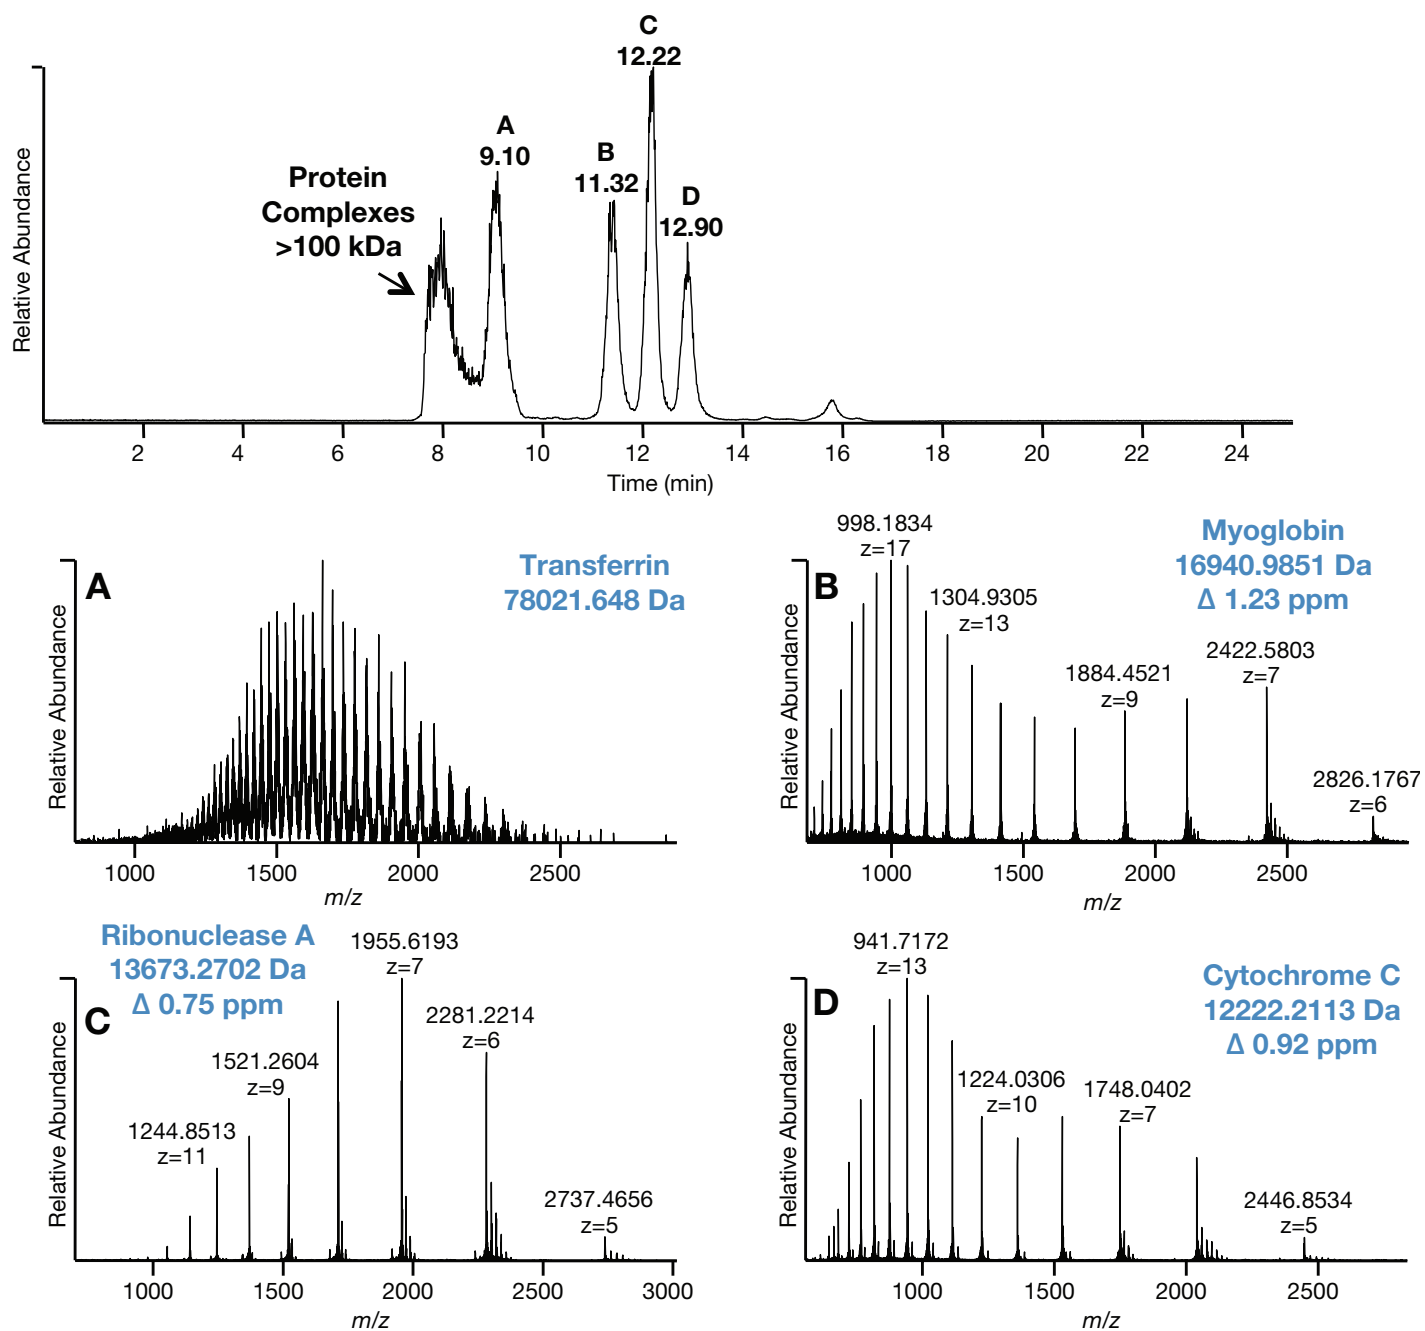 C
12.22
A
9.10
B
11.32
D
12.90
Protein
Complexes
>100 kDa
Relative Abundance
2 4 6 8 10 12 14 16 18 20 22 24
Time (min)
A
Transferrin
78021.648 Da
Relative Abundance
1000 1500 2000 2500
m/z
B
Myoglobin
16940.9851 Da
Δ 1.23 ppm
998.1834
z=17
1304.9305
z=13
1884.4521
z=9
2422.5803
z=7
2826.1767
z=6
Relative Abundance
1000 1500 2000 2500
m/z
C
Ribonuclease A
13673.2702 Da
Δ 0.75 ppm
1244.8513
z=11
1521.2604
z=9
1955.6193
z=7
2281.2214
z=6
2737.4656
z=5
Relative Abundance
1000 1500 2000 2500 3000
m/z
D
Cytochrome C
12222.2113 Da
Δ 0.92 ppm
941.7172
z=13
1224.0306
z=10
1748.0402
z=7
2446.8534
z=5
Relative Abundance
1000 1500 2000 2500
m/z